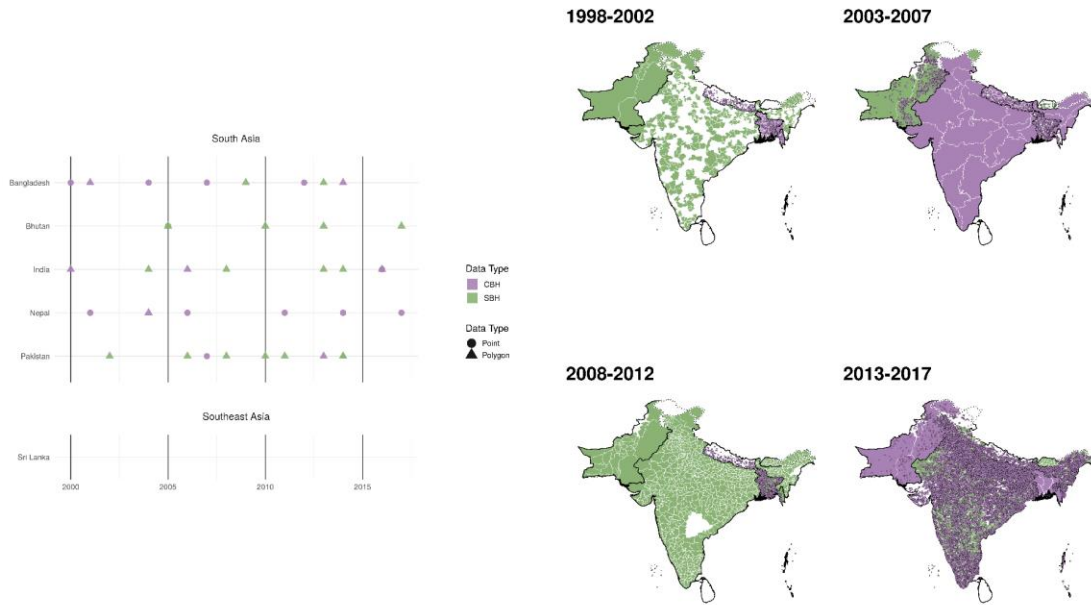 South Asia
Bangladesh
Bhutan
India
Nepal
Pakistan
Southeast Asia
Sri Lanka
2000 2005 2010 2015
Data Type
CBH
SBH
Data Type
Point
Polygon
1998-2002
2003-2007
2008-2012
2013-2017